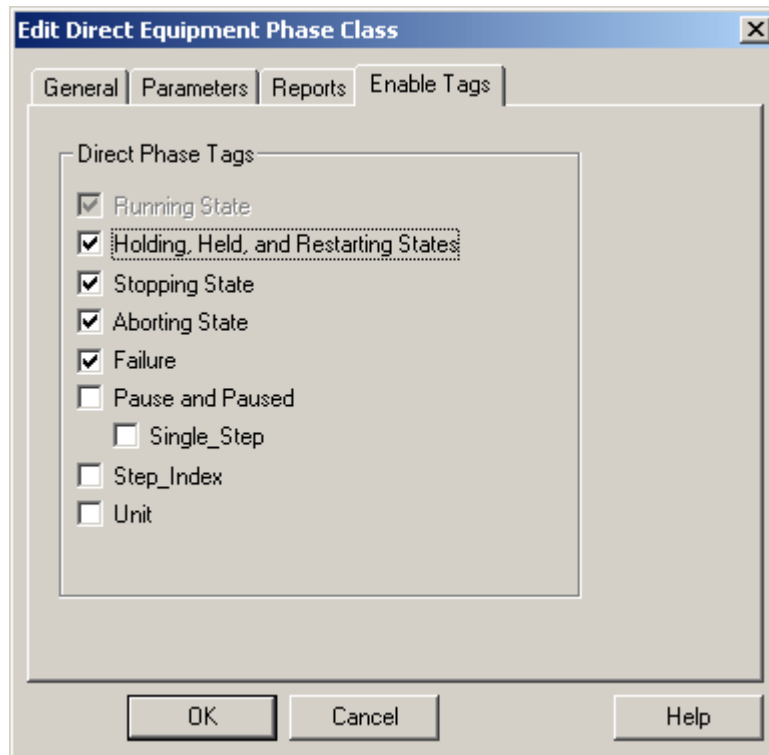 Edit Direct Equipment Phase Class
General Parameters Reports Enable Tags
Direct Phase Tags
Running State
Holding, Held, and Restarting States
Stopping State
Aborting State
Failure
Pause and Paused
Single_Step
Step_Index
Unit
OK Cancel Help